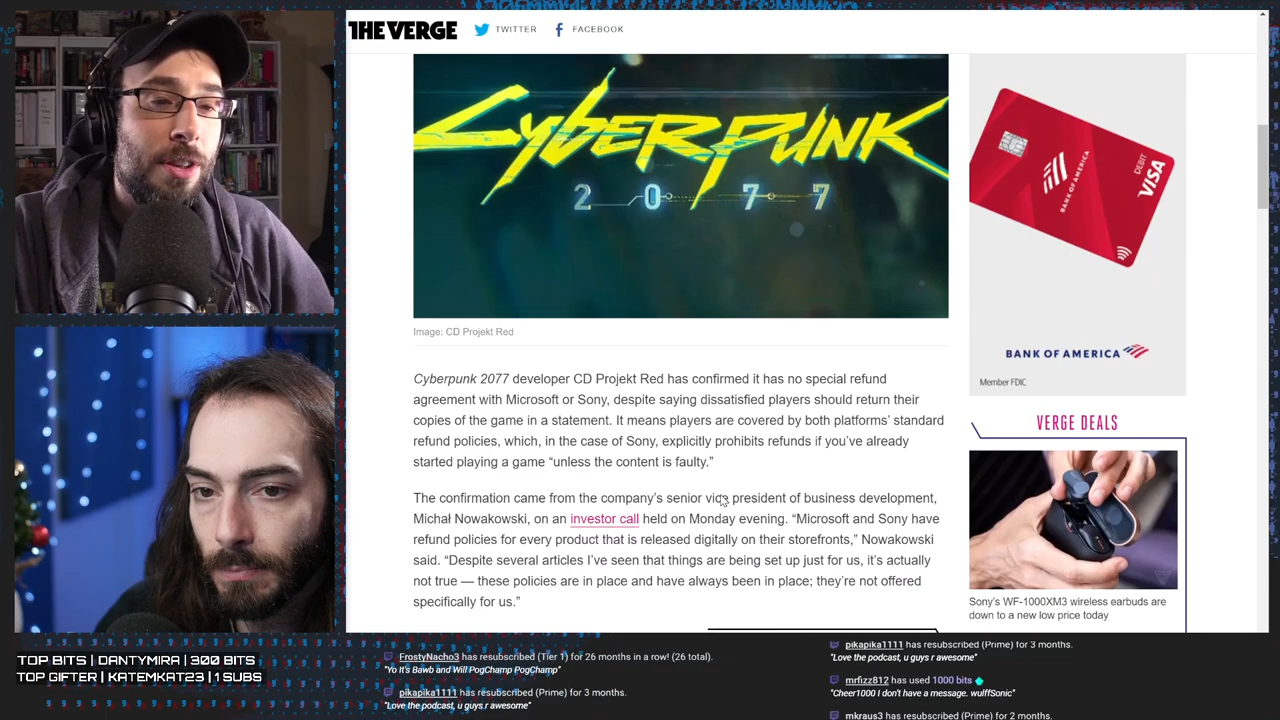 THE VERGE
TWITTER
FACEBOOK
CYBERPUNK
2077
Image: CD Projekt Red
Cyberpunk 2077 developer CD Projekt Red has confirmed it has no special refund
agreement with Microsoft or Sony, despite saying dissatisfied players should return their
copies of the game in a statement. It means players are covered by both platforms’ standard
refund policies, which, in the case of Sony, explicitly prohibits refunds if you’ve already
started playing a game “unless the content is faulty.”
The confirmation came from the company’s senior vice president of business development,
Michał Nowakowski, on an investor call held on Monday evening. “Microsoft and Sony have
refund policies for every product that is released digitally on their storefronts,” Nowakowski
said. “Despite several articles I’ve seen that things are being set up just for us, it’s actually
not true — these policies are in place and have always been in place; they’re not offered
specifically for us.”
BANK OF AMERICA
DEBIT
VISA
BANK OF AMERICA
Member FDIC
VERGE DEALS
Sony’s WF-1000XM3 wireless earbuds are
down to a new low price today
TOP BITS | DANTYMIRA | 300 BITS
TOP GIFTER | KATEMKAT23 | 1 SUBS
FrostyNacho3 has resubscribed (Tier 1) for 26 months in a row! (26 total).
"Yo It's Bawb and Will PogChamp PogChamp"
pikapika1111 has resubscribed (Prime) for 3 months.
"Love the podcast, u guys r awesome"
pikapika1111 has resubscribed (Prime) for 3 months.
"Love the podcast, u guys r awesome"
mrfizz812 has used 1000 bits
"Cheer1000 I don't have a message. wulffSonic"
mkraus3 has resubscribed (Prime) for 2 months.